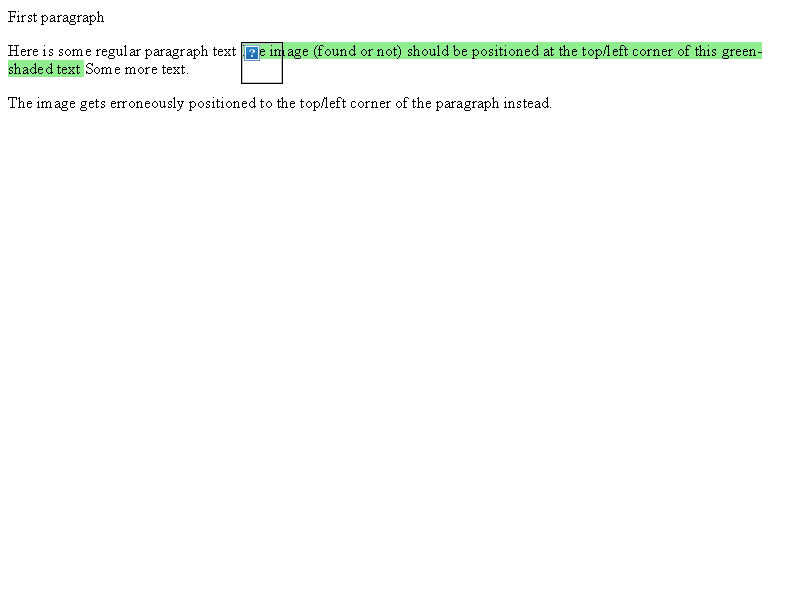 First paragraph
Here is some regular paragraph text image (found or not) should be positioned at the top/left corner of this green-
shaded text Some more text.
The image gets erroneously positioned to the top/left corner of the paragraph instead.